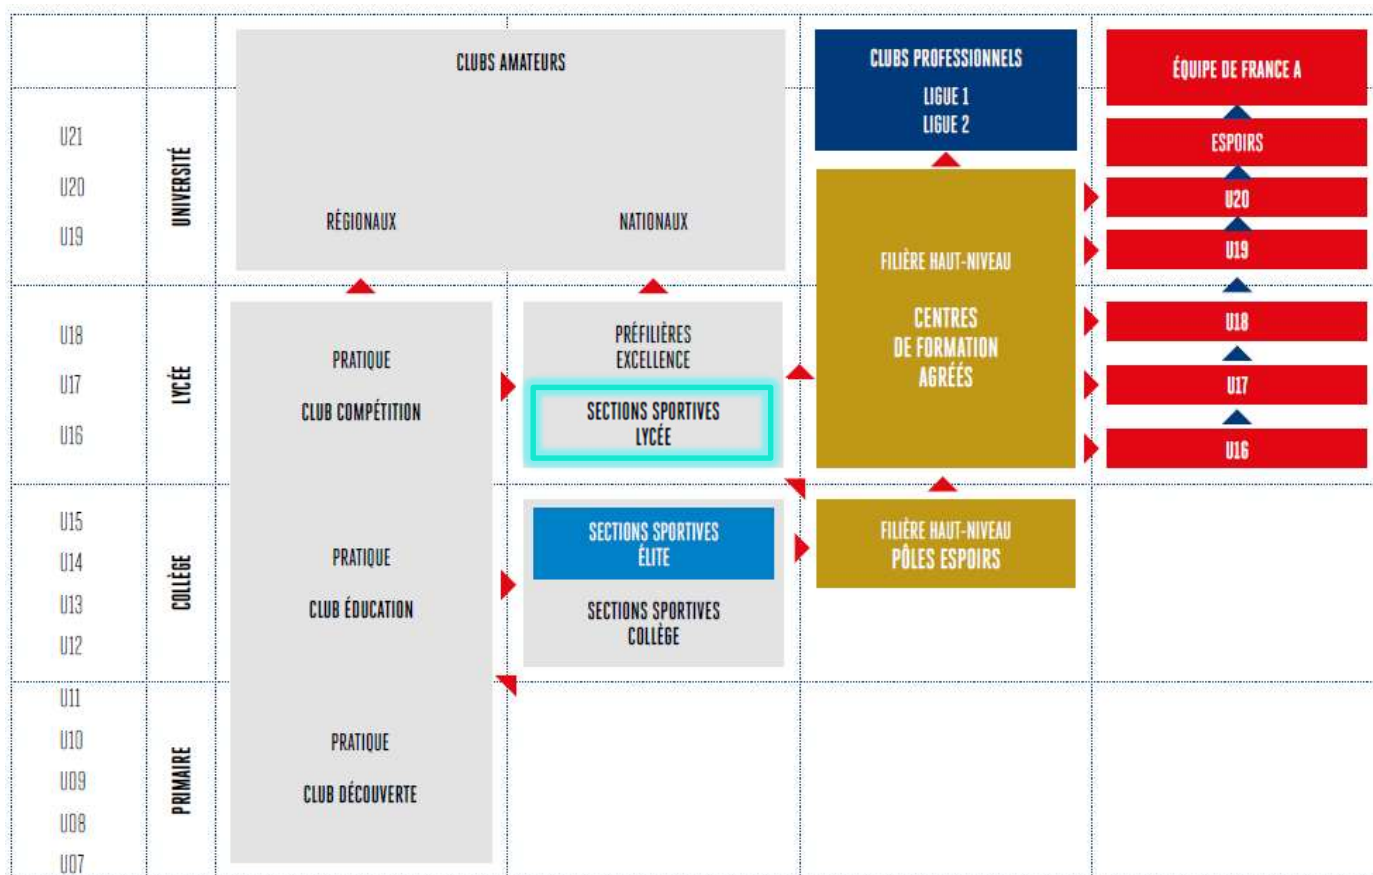 CLUBS AMATEURS
RÉGIONAUX
NATIONAUX
CLUBS PROFESSIONNELS
LIGUE 1
LIGUE 2
ÉQUIPE DE FRANCE A
ESPOIRS
U20
U19
U18
U17
U16
U21
U20
U19
UNIVERSITÉ
FILIÈRE HAUT-NIVEAU
CENTRES
DE FORMATION
AGRÉÉS
U18
U17
U16
LYCÉE
PRATIQUE
CLUB COMPÉTITION
PRÉFILIÈRES
EXCELLENCE
SECTIONS SPORTIVES
LYCÉE
U15
U14
U13
U12
COLLÈGE
PRATIQUE
CLUB ÉDUCATION
SECTIONS SPORTIVES
ÉLITE
SECTIONS SPORTIVES
COLLÈGE
FILIÈRE HAUT-NIVEAU
PÔLES ESPOIRS
U11
U10
U09
U08
U07
PRIMAIRE
PRATIQUE
CLUB DÉCOUVERTE